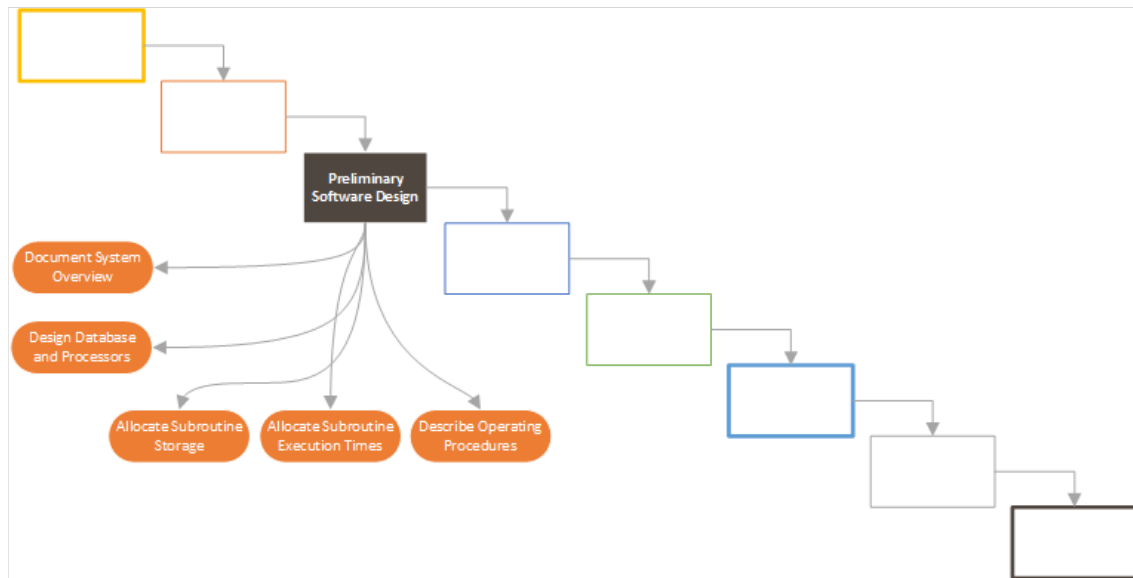 Preliminary
Software Design
Document System
Overview
Design Database
and Processors
Allocate Subroutine
Storage
Allocate Subroutine
Execution Times
Describe Operating
Procedures